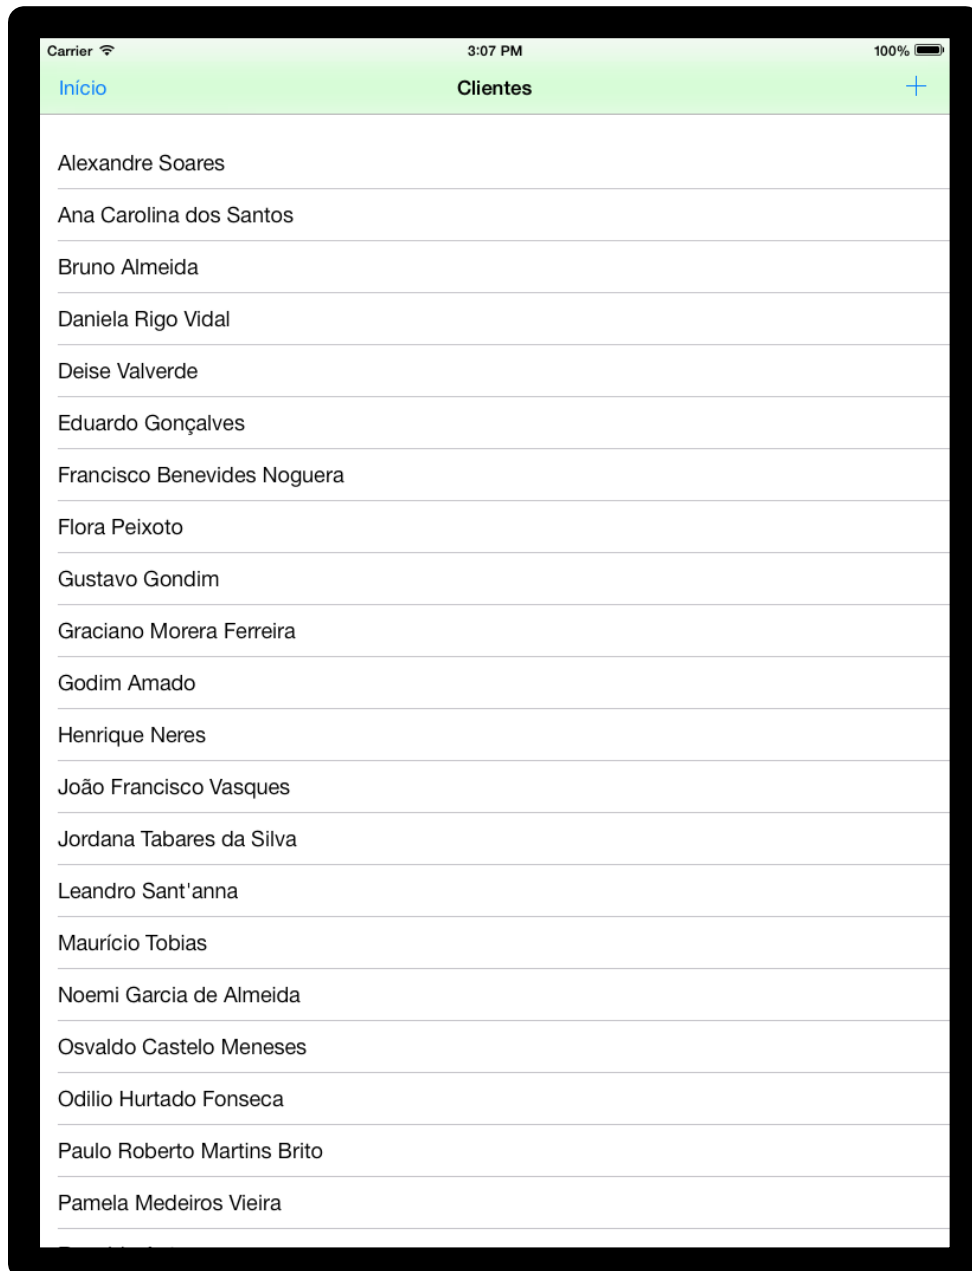 Carrier 3:07 PM 100%
Início Clientes +
Alexandre Soares
Ana Carolina dos Santos
Bruno Almeida
Daniela Rigo Vidal
Deise Valverde
Eduardo Gonçalves
Francisco Benevides Noguera
Flora Peixoto
Gustavo Gondim
Graciano Morera Ferreira
Godim Amado
Henrique Neres
João Francisco Vasques
Jordana Tabares da Silva
Leandro Sant'anna
Maurício Tobias
Noemi Garcia de Almeida
Osvaldo Castelo Meneses
Odilio Hurtado Fonseca
Paulo Roberto Martins Brito
Pamela Medeiros Vieira